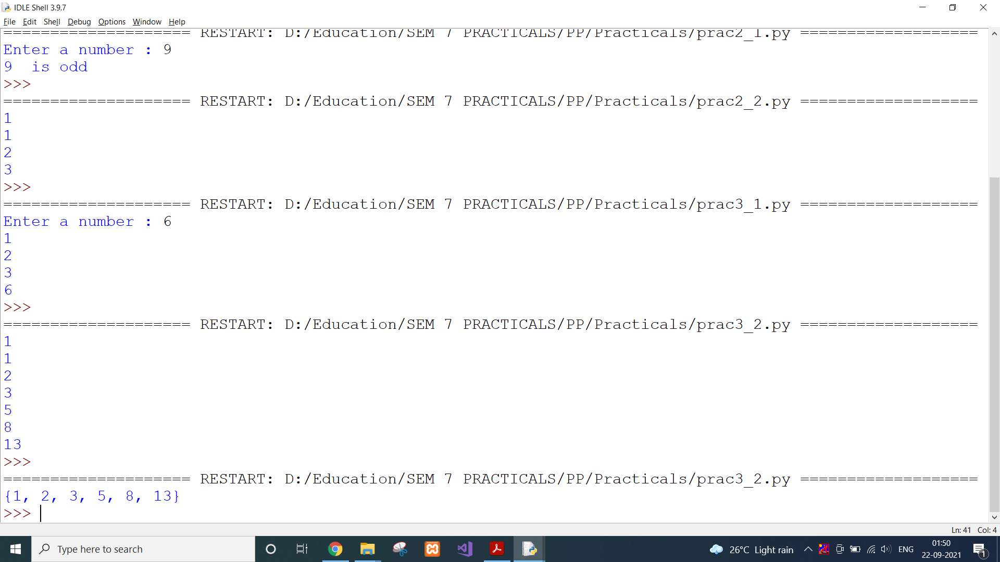 IDLE Shell 3.9.7
File Edit Shell Debug Options Window Help
==================== RESTART: D:/Education/SEM 7 PRACTICALS/PP/Practicals/prac2_1.py ===================
Enter a number : 9
9  is odd
>>>
==================== RESTART: D:/Education/SEM 7 PRACTICALS/PP/Practicals/prac2_2.py ===================
1
1
2
3
>>>
==================== RESTART: D:/Education/SEM 7 PRACTICALS/PP/Practicals/prac3_1.py ===================
Enter a number : 6
1
2
3
6
>>>
==================== RESTART: D:/Education/SEM 7 PRACTICALS/PP/Practicals/prac3_2.py ===================
1
1
2
3
5
8
13
>>>
==================== RESTART: D:/Education/SEM 7 PRACTICALS/PP/Practicals/prac3_2.py ===================
{1, 2, 3, 5, 8, 13}
>>>
Ln: 41 Col: 4
Type here to search
26°C Light rain
ENG
01:50
22-09-2021
1